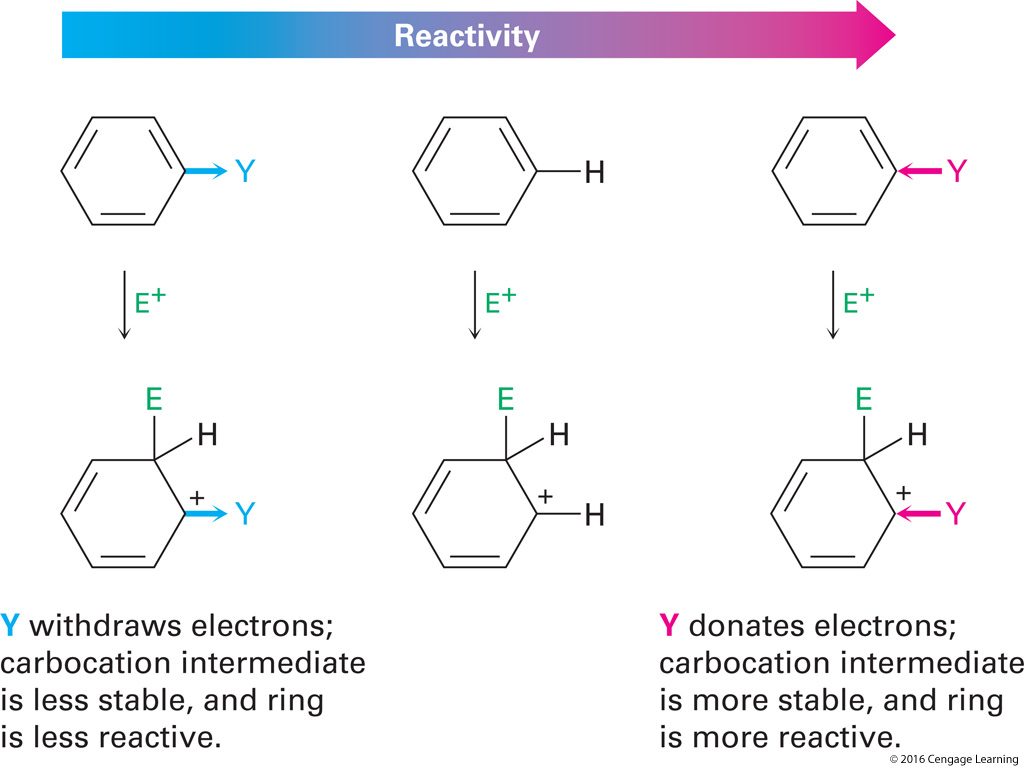 Reactivity
Y
H
Y
E+
E+
E+
E
H
+
Y
E
H
+
H
E
H
+
Y
Y withdraws electrons;
carbocation intermediate
is less stable, and ring
is less reactive.
Y donates electrons;
carbocation intermediate
is more stable, and ring
is more reactive.
© 2016 Cengage Learning